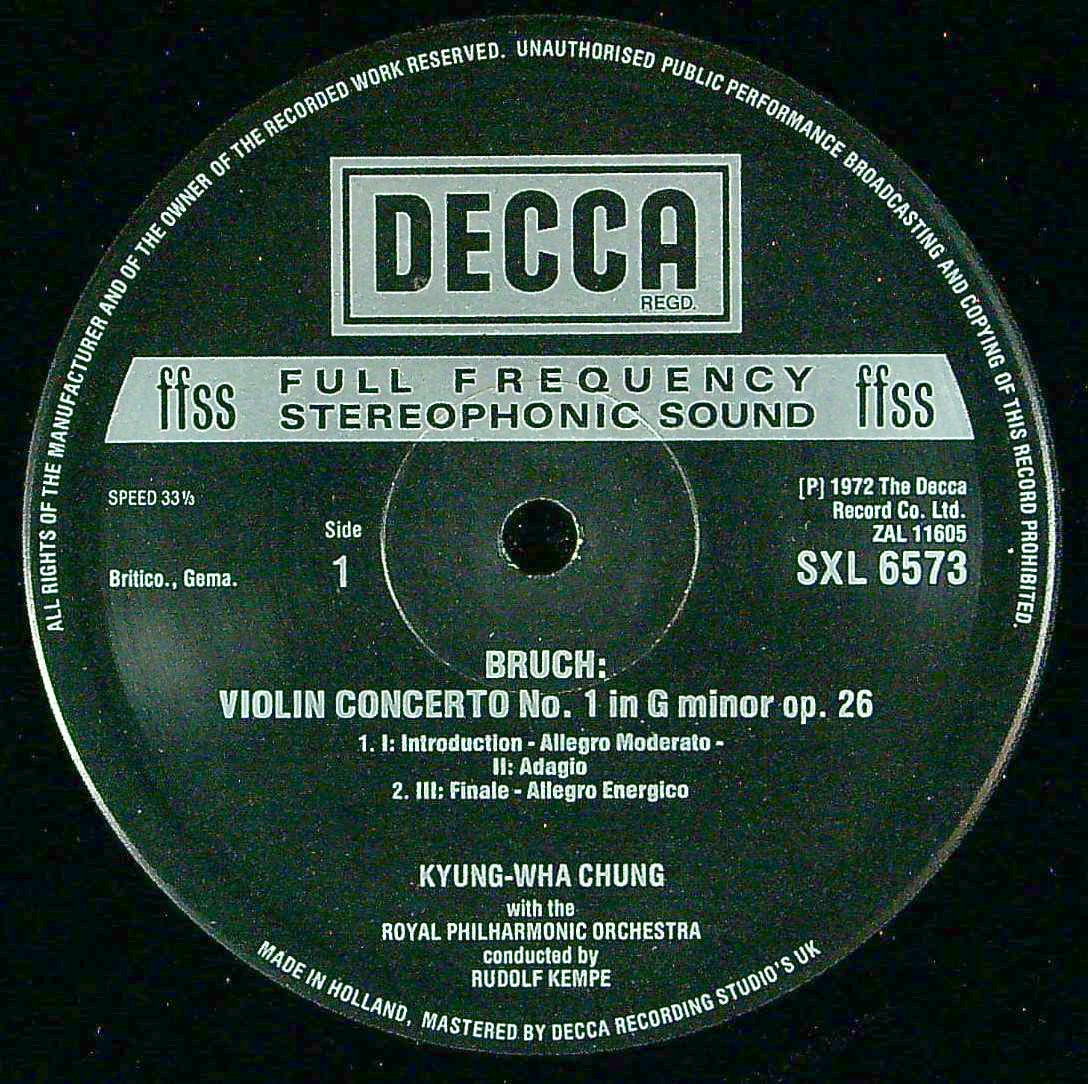 ALL RIGHTS OF THE MANUFACTURER AND OF THE OWNER OF THE RECORDED WORK RESERVED. UNAUTHORISED PUBLIC PERFORMANCE BROADCASTING AND COPYING OF THIS RECORD PROHIBITED.
DECCA
REGD.
ffss FULL FREQUENCY ffss
STEREOPHONIC SOUND
SPEED 33⅓
[P] 1972 The Decca
Record Co. Ltd.
ZAL 11605
SXL 6573
Side
1
Britico., Gema.
BRUCH:
VIOLIN CONCERTO No. 1 in G minor op. 26
1. I: Introduction - Allegro Moderato -
II: Adagio
2. III: Finale - Allegro Energico
KYUNG-WHA CHUNG
with the
ROYAL PHILHARMONIC ORCHESTRA
conducted by
RUDOLF KEMPE
MADE IN HOLLAND, MASTERED BY DECCA RECORDING STUDIO'S UK